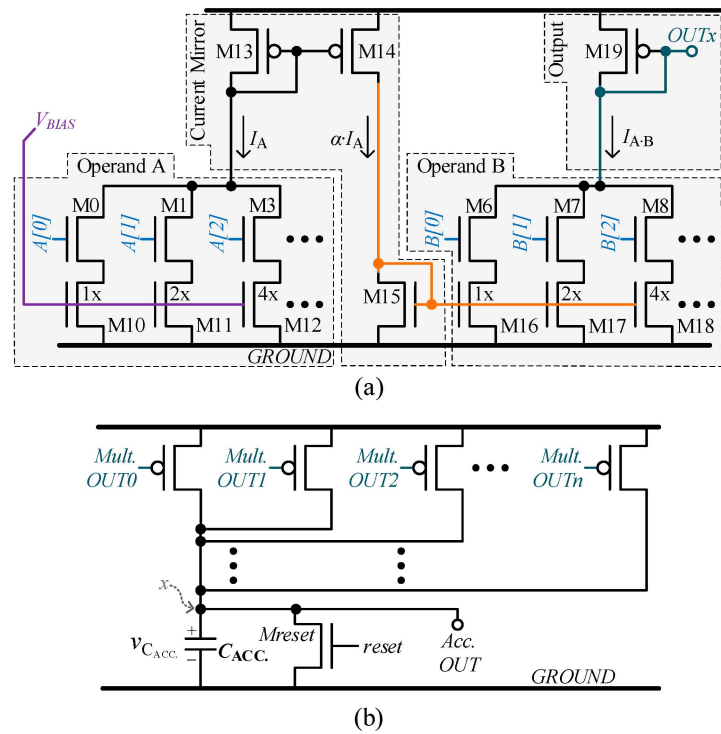 Current Mirror
M13
M14
M19
Output
OUTx
V_BIAS
I_A
α·I_A
I_A·B
Operand A
Operand B
M0
M1
M3
M6
M7
M8
A[0]
A[1]
A[2]
B[0]
B[1]
B[2]
1x
2x
4x
M15
1x
2x
4x
M10
M11
M12
M16
M17
M18
GROUND
(a)
Mult. OUT0
Mult. OUT1
Mult. OUT2
Mult. OUTn
x
+
v_C_ACC.
−
C_ACC.
Mreset
reset
Acc. OUT
GROUND
(b)